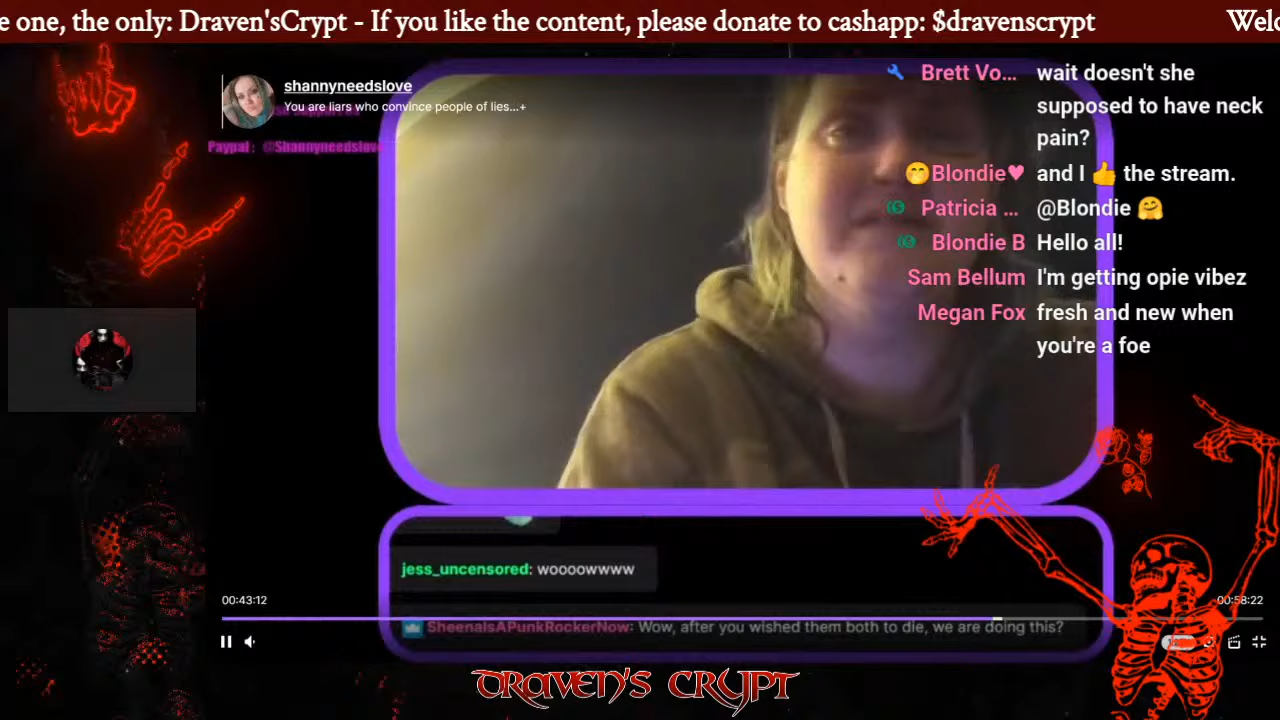 e one, the only: Draven'sCrypt - If you like the content, please donate to cashapp: $dravenscrypt
Welc
shannyneedslove
You are liars who convince people of lies...+
Paypal : @Shannyneedslove
Brett Vo... wait doesn't she
supposed to have neck
pain?
🤭Blondie♥ and I 👍 the stream.
Patricia ... @Blondie 🤗
Blondie B Hello all!
Sam Bellum I'm getting opie vibez
Megan Fox fresh and new when
you're a foe
jess_uncensored: woooowwww
00:43:12
00:58:22
SheenaIsAPunkRockerNow: Wow, after you wished them both to die, we are doing this?
DRAVEN'S CRYPT